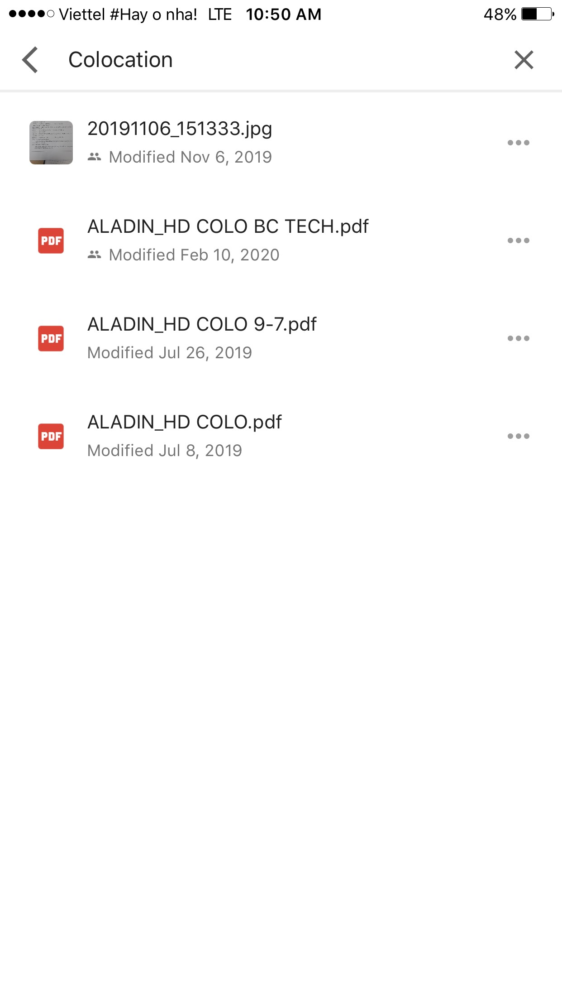 Viettel #Hay o nha! LTE 10:50 AM 48%
Colocation
20191106_151333.jpg
Modified Nov 6, 2019
PDF
ALADIN_HD COLO BC TECH.pdf
Modified Feb 10, 2020
PDF
ALADIN_HD COLO 9-7.pdf
Modified Jul 26, 2019
PDF
ALADIN_HD COLO.pdf
Modified Jul 8, 2019